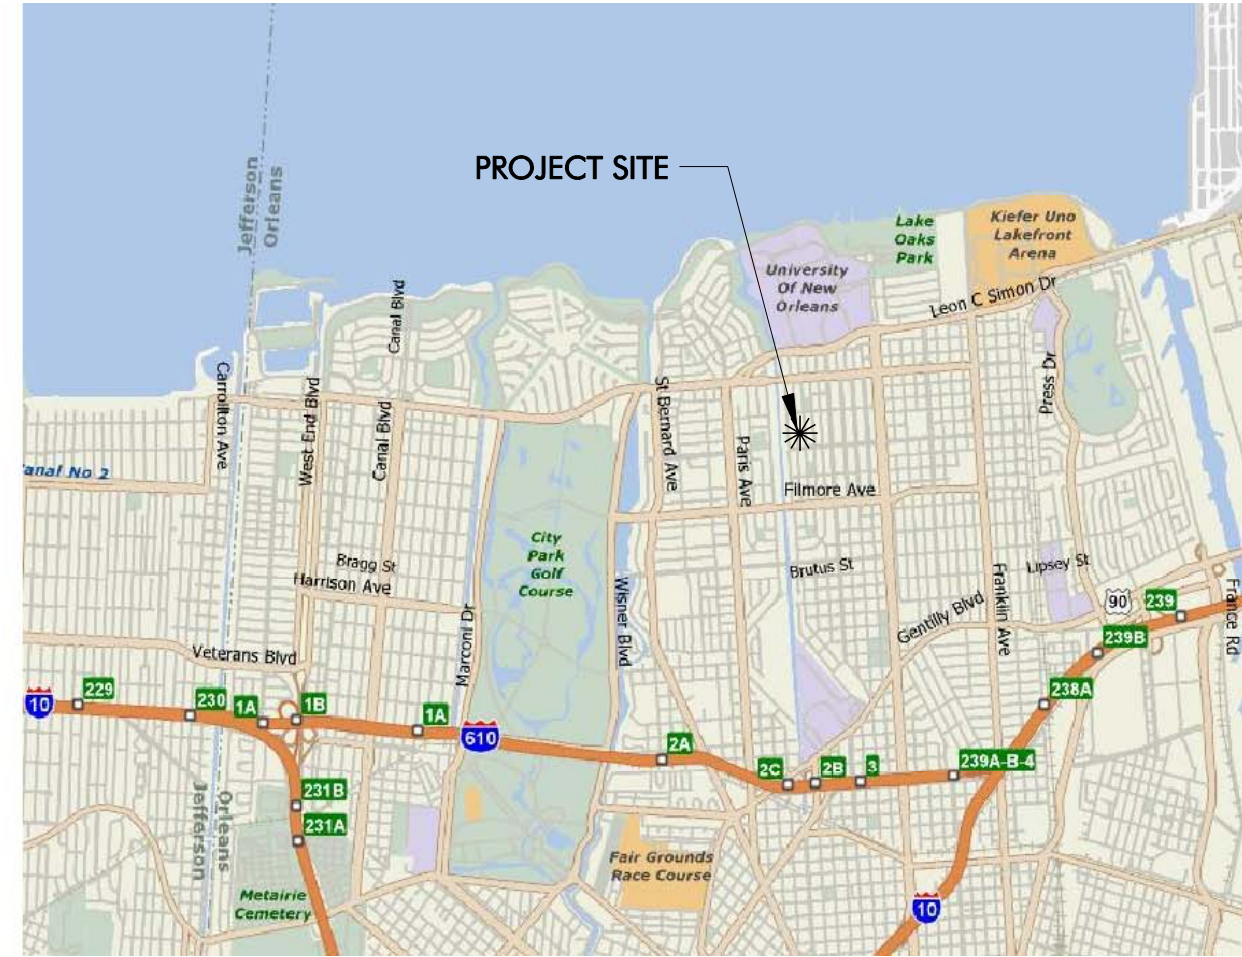 PROJECT SITE
Jefferson
Orleans
Lake
Oaks
Park
Kiefer Uno
Lakefront
Arena
University
Of New
Orleans
Leon C Simon Dr
Canal Blvd
Carrollton Ave
West End Blvd
Canal Blvd
St Bernard Ave
Paris Ave
Press Dr
anal No 2
Filmore Ave
City
Park
Golf
Course
Bragg St
Harrison Ave
Brutus St
Lipsey St
Marconi Dr
Wisner Blvd
Gentilly Blvd
Franklin Ave
France Rd
90
239
239B
Veterans Blvd
10
229
230
1A
1B
1A
610
238A
2A
2C
2B
3
239A-B-4
231B
231A
Jefferson
Orleans
Fair Grounds
Race Course
Metairie
Cemetery
10